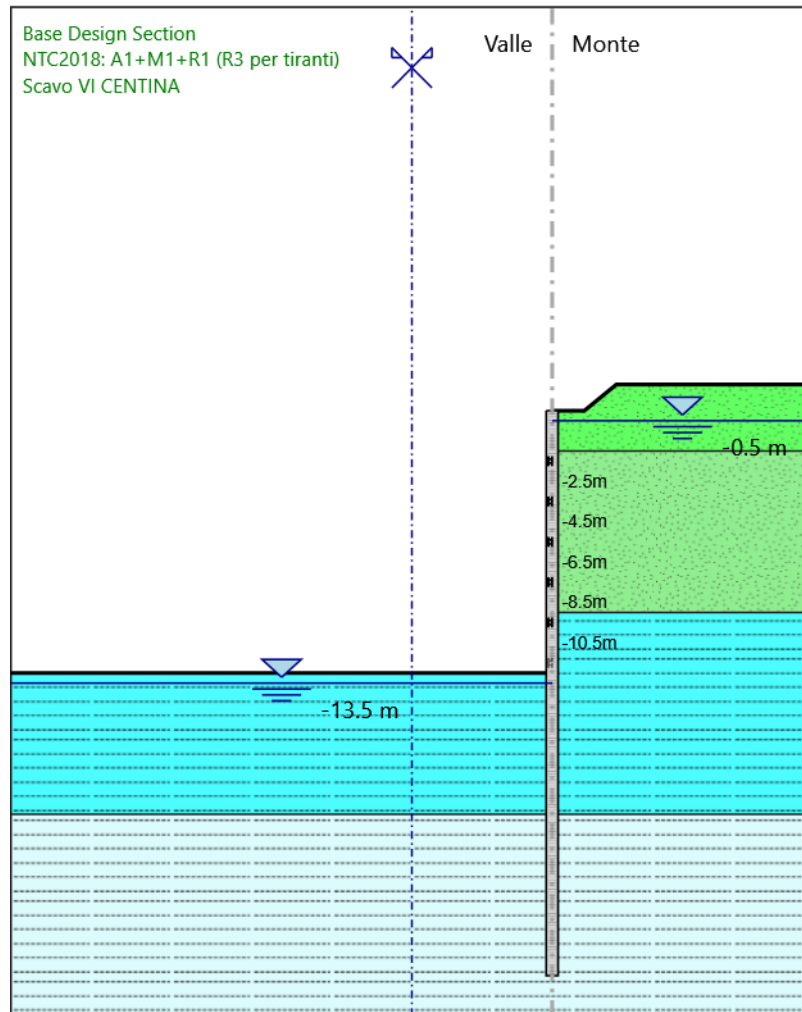 Base Design Section
NTC2018: A1+M1+R1 (R3 per tiranti)
Scavo VI CENTINA
Valle
Monte
-0.5 m
-2.5m
-4.5m
-6.5m
-8.5m
-10.5m
-13.5 m